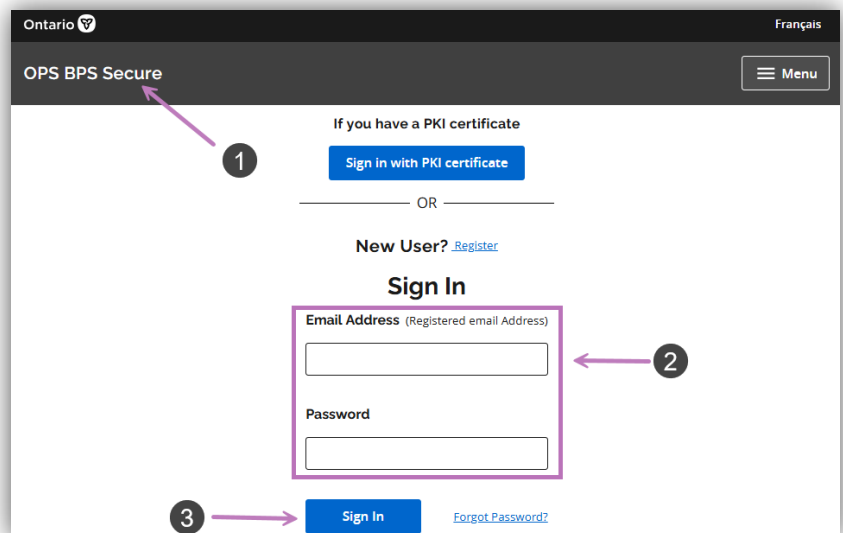 Ontario
Français
OPS BPS Secure
Menu
1
If you have a PKI certificate
Sign in with PKI certificate
OR
New User? Register
Sign In
Email Address (Registered email Address)
2
Password
3
Sign In
Forgot Password?